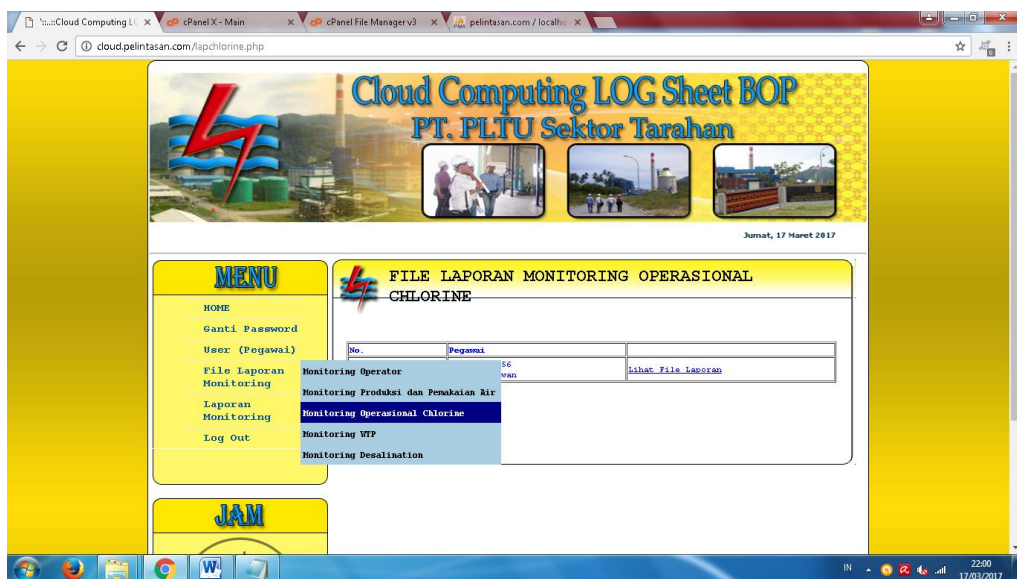 '::..::Cloud Computing L
cPanel X - Main
cPanel File Manager v3
pelintasan.com / localho
cloud.pelintasan.com/lapchlorine.php
Cloud Computing LOG Sheet BOP
PT. PLTU Sektor Tarahan
Jumat, 17 Maret 2017
MENU
HOME
Ganti Password
User (Pegawai)
File Laporan
Monitoring
Laporan
Monitoring
Log Out
JAM
FILE LAPORAN MONITORING OPERASIONAL
CHLORINE
No.
Pegawai
56
wan
Lihat File Laporan
Monitoring Operator
Monitoring Produksi dan Pemakaian Air
Monitoring Operasional Chlorine
Monitoring WTP
Monitoring Desalination
IN
22:00
17/03/2017